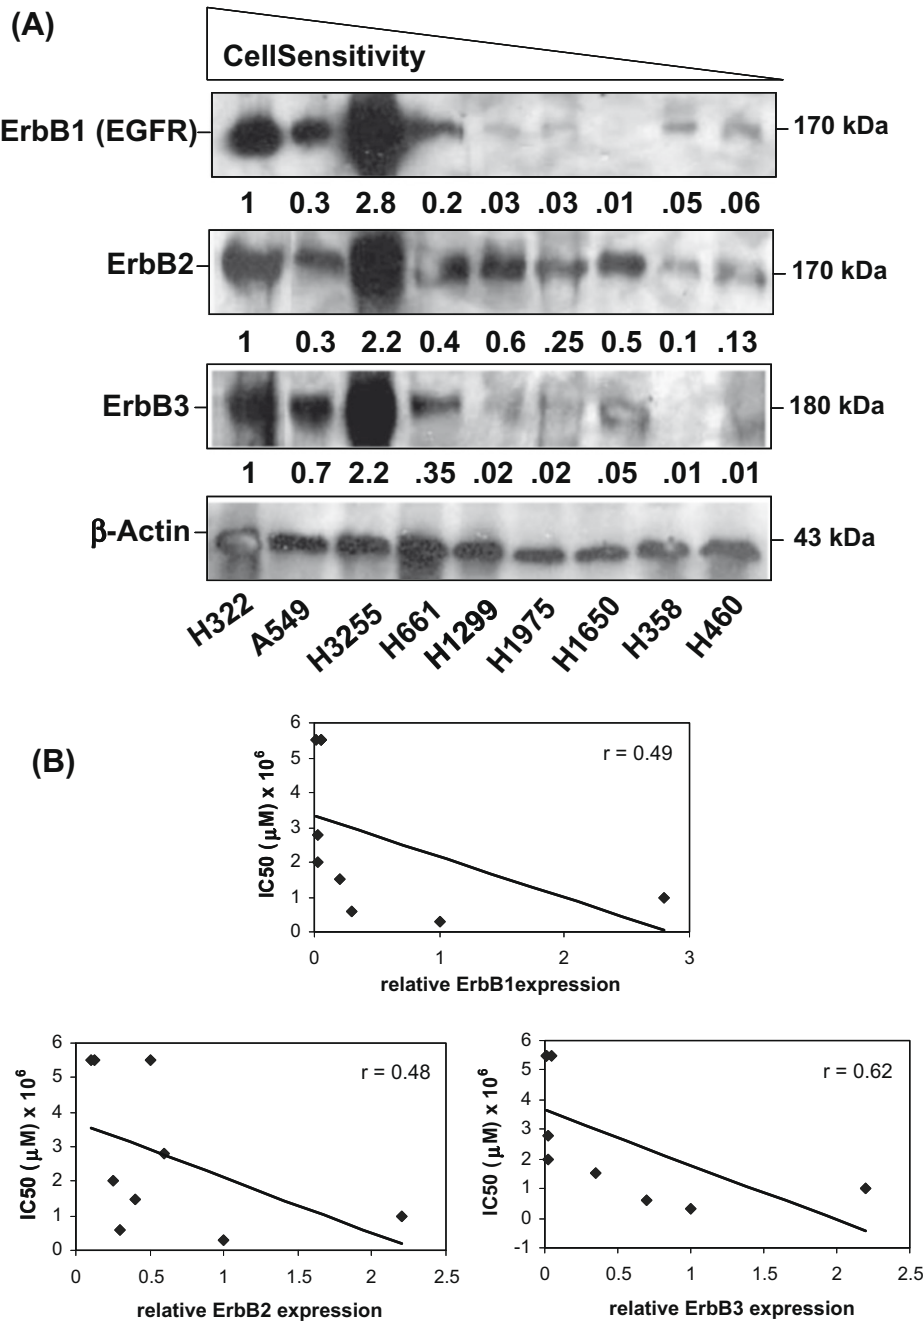 (A)
CellSensitivity
ErbB1 (EGFR) 170 kDa
1 0.3 2.8 0.2 .03 .03 .01 .05 .06
ErbB2 170 kDa
1 0.3 2.2 0.4 0.6 .25 0.5 0.1 .13
ErbB3 180 kDa
1 0.7 2.2 .35 .02 .02 .05 .01 .01
β-Actin 43 kDa
H322 A549 H3255 H661 H1299 H1975 H1650 H358 H460
(B)
IC50 (μM) x 10⁶
6
5
4
3
2
1
0
r = 0.49
0 1 2 3
relative ErbB1expression
IC50 (μM) x 10⁶
6
5
4
3
2
1
0
r = 0.48
0 0.5 1 1.5 2 2.5
relative ErbB2 expression
IC50 (μM) x 10⁶
6
5
4
3
2
1
0
-1
r = 0.62
0 0.5 1 1.5 2 2.5
relative ErbB3 expression